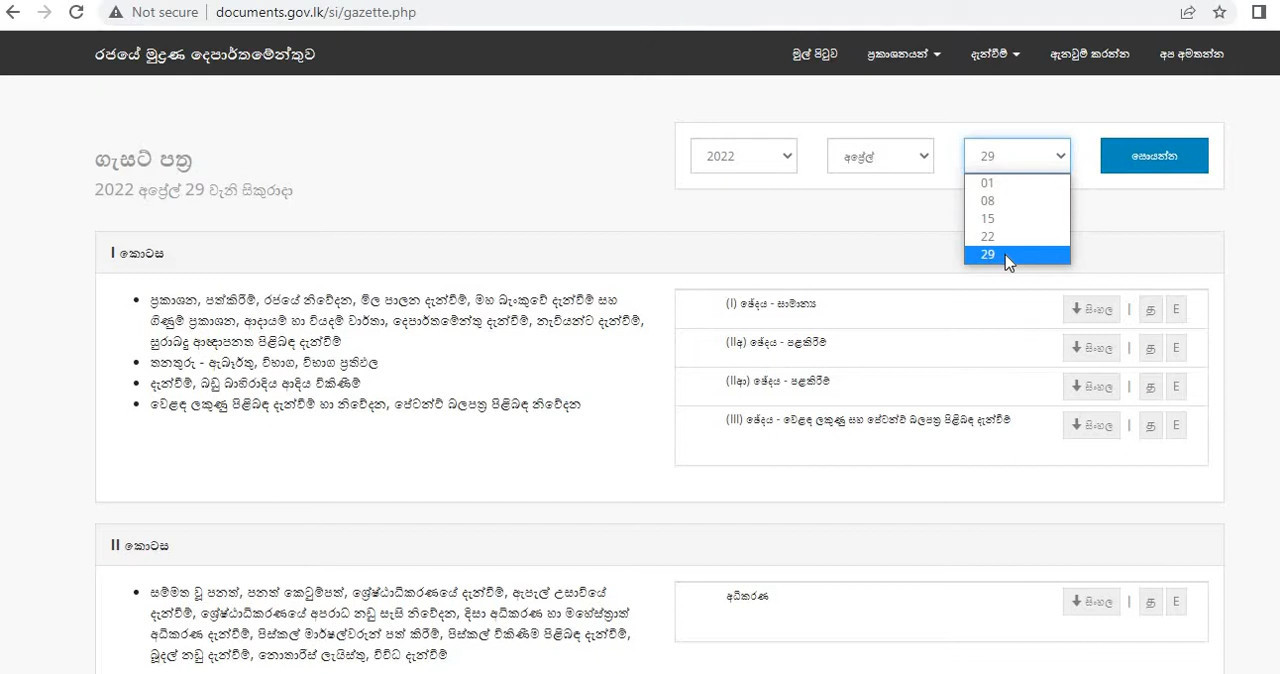 Not secure documents.gov.lk/si/gazette.php
රජයේ මුද්‍රණ දෙපාර්තමේන්තුව
මුල් පිටුව ප්‍රකාශනයන් දැන්වීම් ඇනවුම් කරන්න අප අමතන්න
ගැසට් පත්‍ර
2022 අප්‍රේල් 29 වැනි සිකුරාදා
2022 අප්‍රේල් 29 සොයන්න
01
08
15
22
29
I කොටස
ප්‍රකාශන, පත්කිරීම්, රජයේ නිවේදන, මිල පාලන දැන්වීම්, මහ බැංකුවේ දැන්වීම් සහ
ගිණුම් ප්‍රකාශන, ආදායම් හා වියදම් වාර්තා, දෙපාර්තමේන්තු දැන්වීම්, නැවියන්ට දැන්වීම්,
සුරාබදු ආඥාපනත පිළිබඳ දැන්වීම්
තනතුරු - ඇබෑර්තු, විභාග, විභාග ප්‍රතිඵල
දැන්වීම්, බඩු බාහිරාදිය ආදිය විකිණීම්
වෙළඳ ලකුණු පිළිබඳ දැන්වීම් හා නිවේදන, පේටන්ට් බලපත්‍ර පිළිබඳ නිවේදන
(I) ඡේදය - සාමාන්‍ය සිංහල | த E
(IIඅ) ඡේදය - පළකිරීම් සිංහල | த E
(IIආ) ඡේදය - පළකිරීම් සිංහල | த E
(III) ඡේදය - වෙළඳ ලකුණු සහ පේටන්ට් බලපත්‍ර පිළිබඳ දැන්වීම් සිංහල | த E
II කොටස
සම්මත වූ පනත්, පනත් කෙටුම්පත්, ශ්‍රේෂ්ඨාධිකරණයේ දැන්වීම්, ඇපැල් උසාවියේ
දැන්වීම්, ශ්‍රේෂ්ඨාධිකරණයේ අපරාධ නඩු සැසි නිවේදන, දිසා අධිකරණ හා මහේස්ත්‍රාත්
අධිකරණ දැන්වීම්, පිස්කල් මාර්ෂල්වරුන් පත් කිරීම්, පිස්කල් විකිණීම් පිළිබඳ දැන්වීම්,
බූදල් නඩු දැන්වීම්, නොතාරිස් ලැයිස්තු, විවිධ දැන්වීම්
අධිකරණ සිංහල | த E